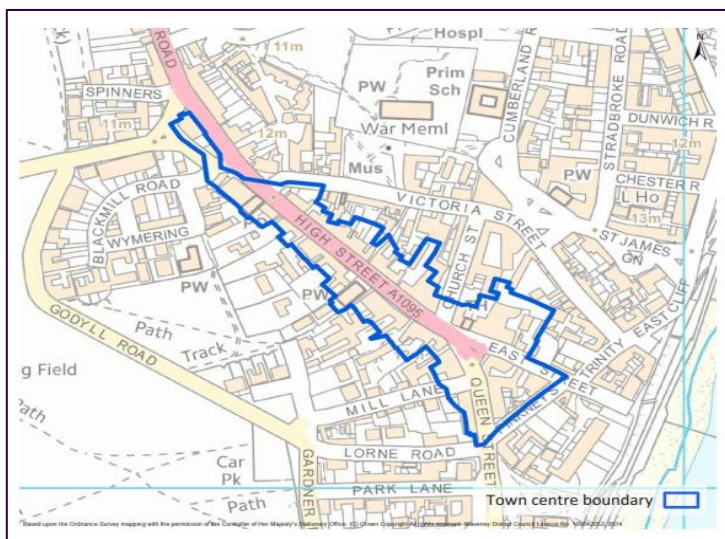 Hospl
N
11m
ROAD
SPINNERS
11m
12m
PW
Prim
Sch
War Meml
CUMBERLAND R
STRADBROKE ROAD
DUNWICH R
12m
Mus
PW
CHESTER R
L Ho
13m
VICTORIA STREET
ST JAMES
GN
BLACKMILL ROAD
WYMERING
HIGH STREET A1095
PW
PW
EAST CLIFF
TRINITY
EAST STREET
GODYLL ROAD
Path
Track
g Field
Path
MILL LANE
QUEEN STREET
LORNE ROAD
Car
Pk
GARDNER
PARK LANE
Path
Town centre boundary